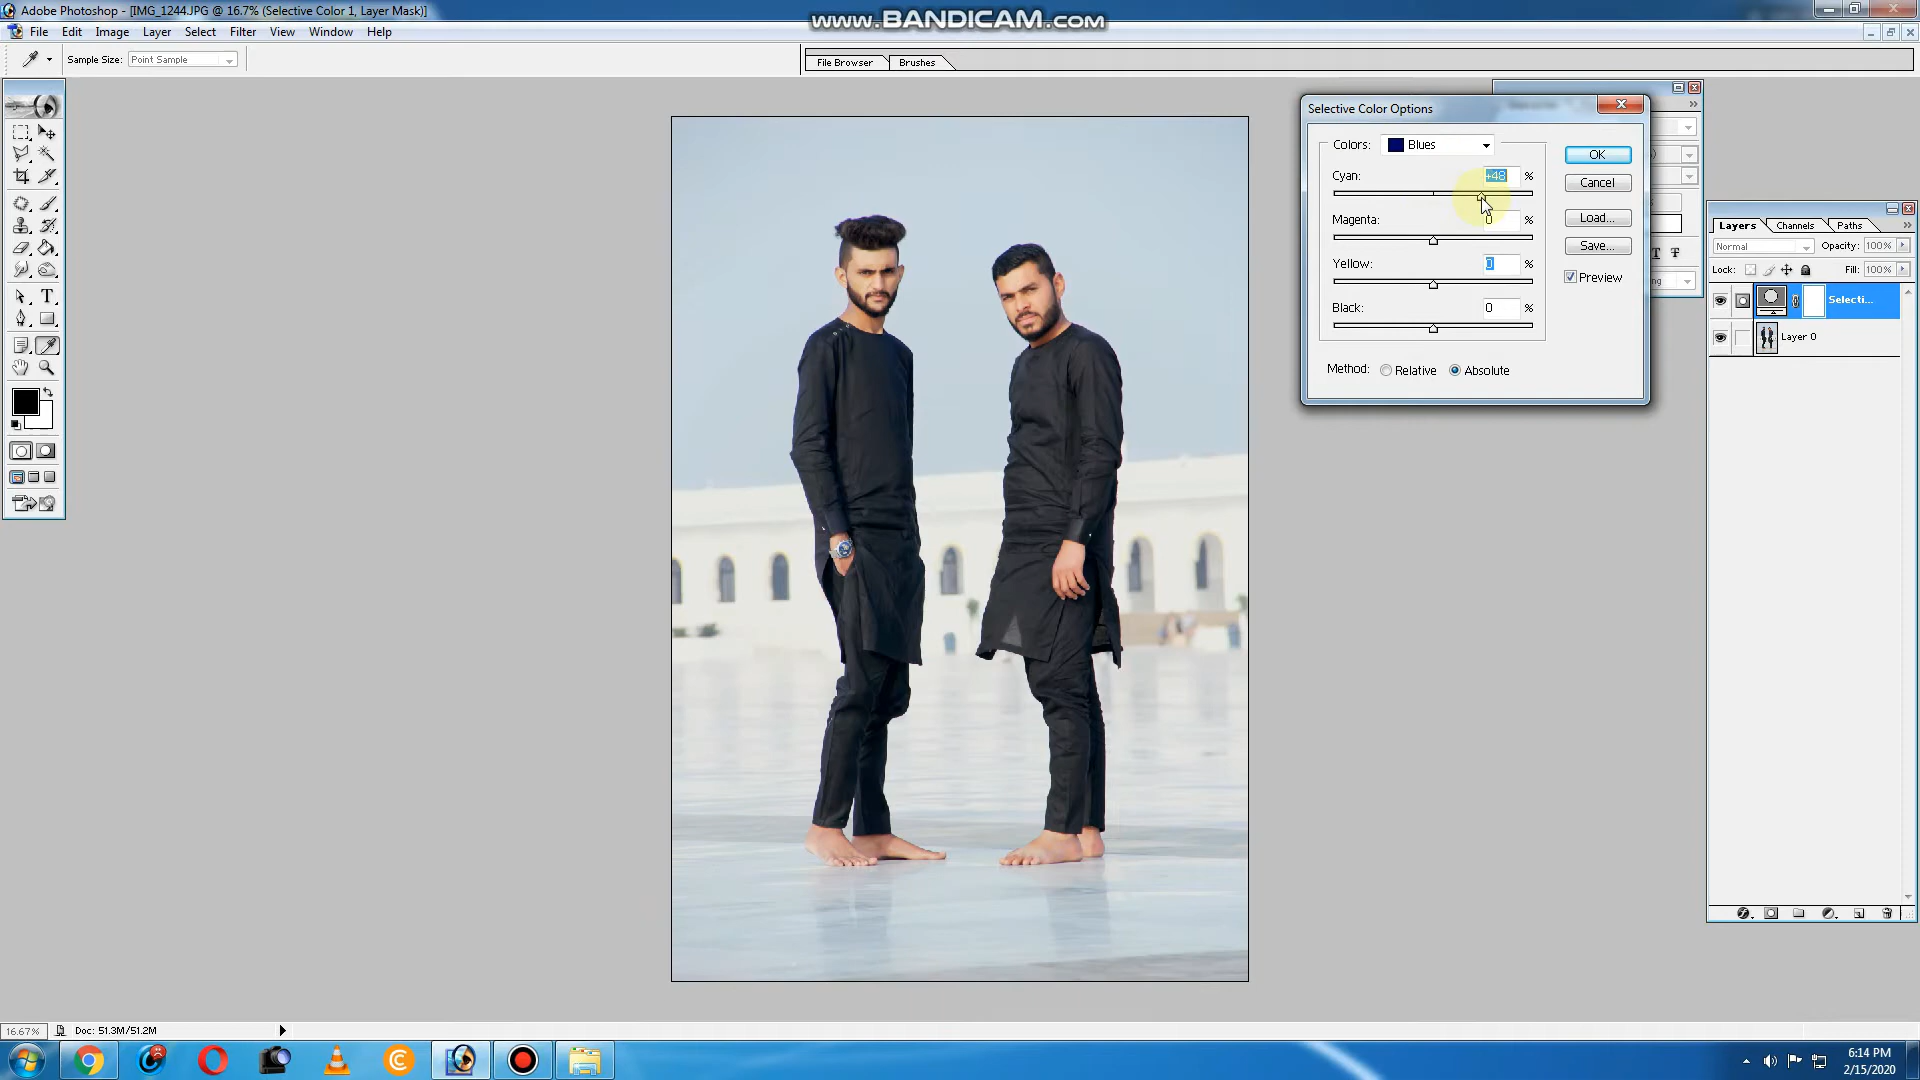 Adobe Photoshop - [IMG_1244.JPG @ 16.7% (Selective Color 1, Layer Mask)]
www.BANDICAM.com
File Edit Image Layer Select Filter View Window Help
Sample Size: Point Sample
File Browser Brushes
Selective Color Options
Colors: Blues
OK
Cyan: +48 %
Cancel
Magenta: 0 %
Load...
Save...
Yellow: 0 %
Preview
Black: 0 %
Method: Relative Absolute
Layers Channels Paths
Normal Opacity: 100%
Lock: Fill: 100%
Selecti...
Layer 0
16.67% Doc: 51.3M/51.2M
6:14 PM
2/15/2020